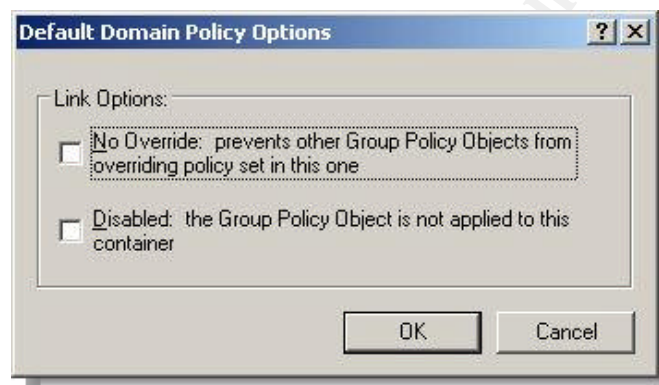 Default Domain Policy Options
Link Options:
No Override: prevents other Group Policy Objects from
overriding policy set in this one
Disabled: the Group Policy Object is not applied to this
container
OK
Cancel